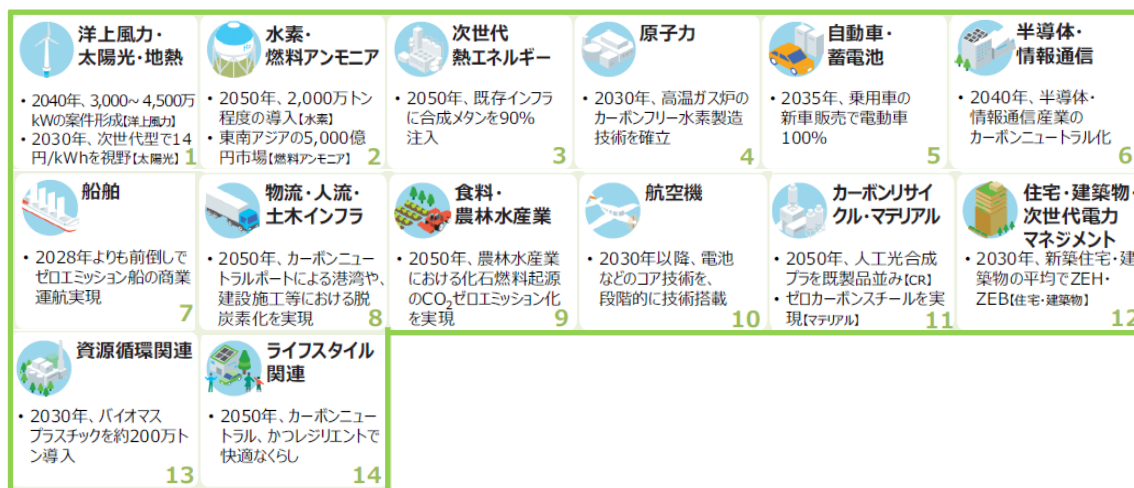 洋上風力・
太陽光・地熱
• 2040年、3,000～4,500万
kWの案件形成【洋上風力】
• 2030年、次世代型で14
円/kWhを視野【太陽光】
1
水素・
燃料アンモニア
• 2050年、2,000万トン
程度の導入【水素】
• 東南アジアの5,000億
円市場【燃料アンモニア】
2
次世代
熱エネルギー
• 2050年、既存インフラ
に合成メタンを90%
注入
3
原子力
• 2030年、高温ガス炉の
カーボンフリー水素製造
技術を確立
4
自動車・
蓄電池
• 2035年、乗用車の
新車販売で電動車
100%
5
半導体・
情報通信
• 2040年、半導体・
情報通信産業の
カーボンニュートラル化
6
船舶
• 2028年よりも前倒しで
ゼロエミッション船の商業
運航実現
7
物流・人流・
土木インフラ
• 2050年、カーボンニュー
トラルポートによる港湾や、
建設施工等における脱
炭素化を実現
8
食料・
農林水産業
• 2050年、農林水産業
における化石燃料起源
のCO₂ゼロエミッション化
を実現
9
航空機
• 2030年以降、電池
などのコア技術を、
段階的に技術搭載
10
カーボンリサイ
クル・マテリアル
• 2050年、人工光合成
プラを既製品並み【CR】
• ゼロカーボンスチールを実
現【マテリアル】
11
住宅・建築物・
次世代電力
マネジメント
• 2030年、新築住宅・建
築物の平均でZEH・
ZEB【住宅・建築物】
12
資源循環関連
• 2030年、バイオマス
プラスチックを約200万ト
ン導入
13
ライフスタイル
関連
• 2050年、カーボンニュー
トラル、かつレジリエントで
快適なくらし
14